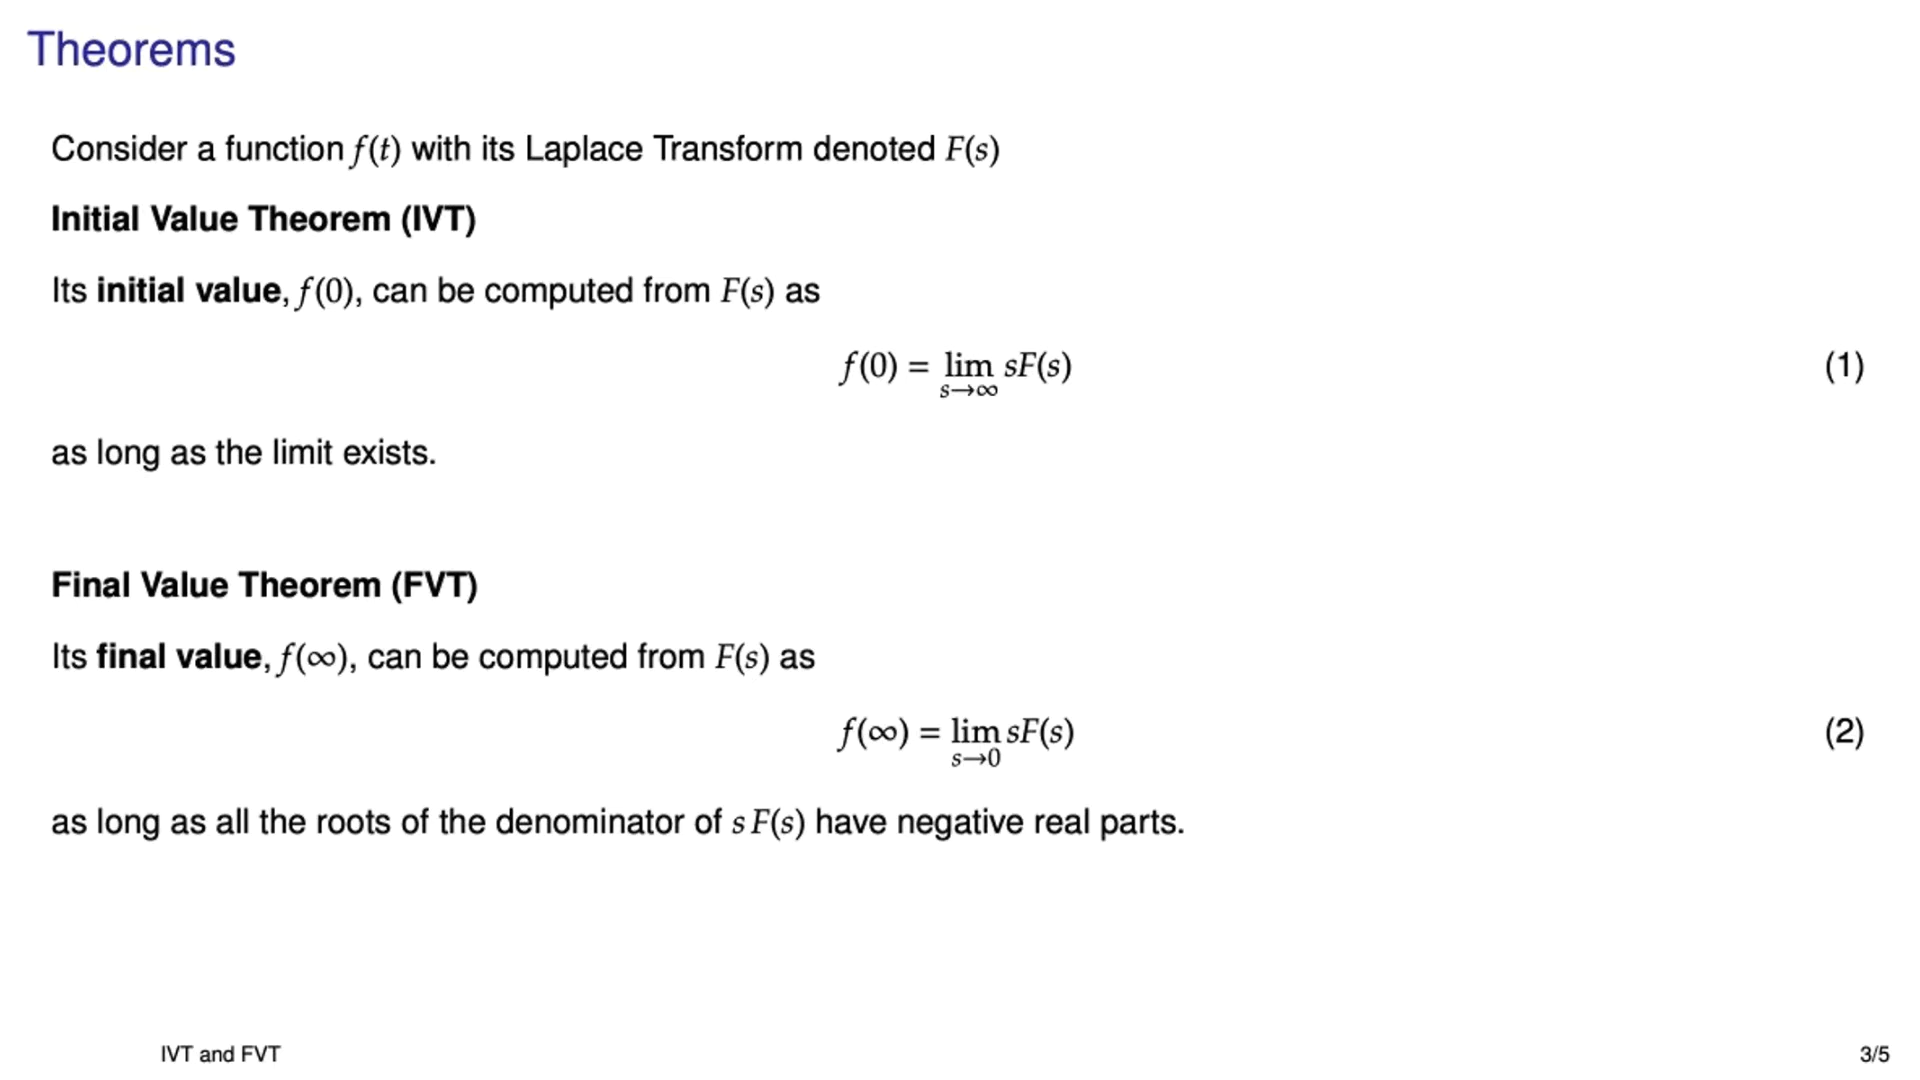 Theorems
Consider a function f(t) with its Laplace Transform denoted F(s)
Initial Value Theorem (IVT)
Its initial value, f(0), can be computed from F(s) as
f(0) = lim s→∞ sF(s) (1)
as long as the limit exists.
Final Value Theorem (FVT)
Its final value, f(∞), can be computed from F(s) as
f(∞) = lim s→0 sF(s) (2)
as long as all the roots of the denominator of s F(s) have negative real parts.
IVT and FVT 3/5